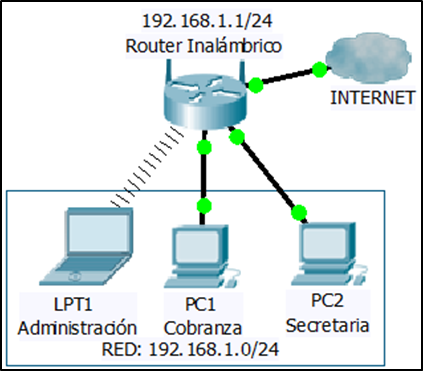 192.168.1.1/24
Router Inalámbrico
INTERNET
LPT1
Administración
PC1
Cobranza
PC2
Secretaria
RED: 192.168.1.0/24